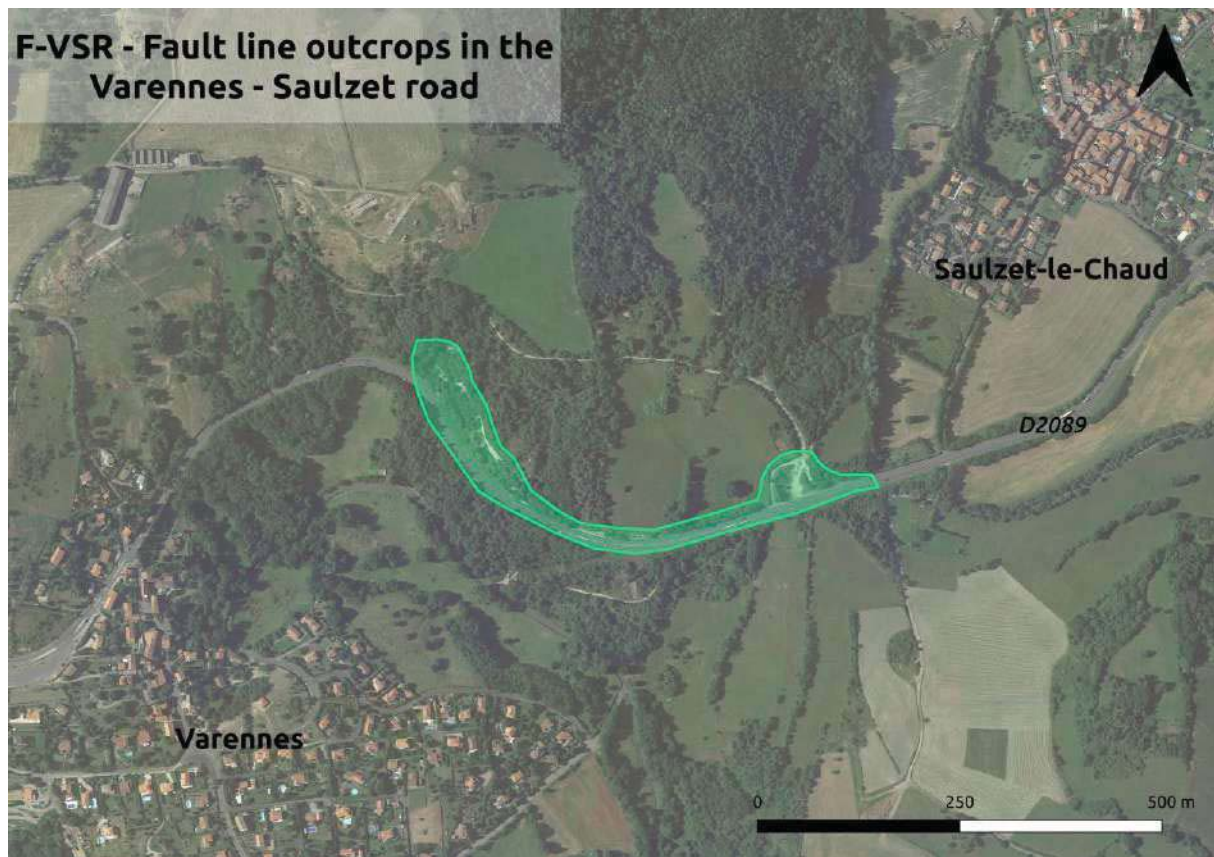 F-VSR - Fault line outcrops in the
Varennes - Saulzet road
Saulzet-le-Chaud
D2089
Varennes
0 250 500 m